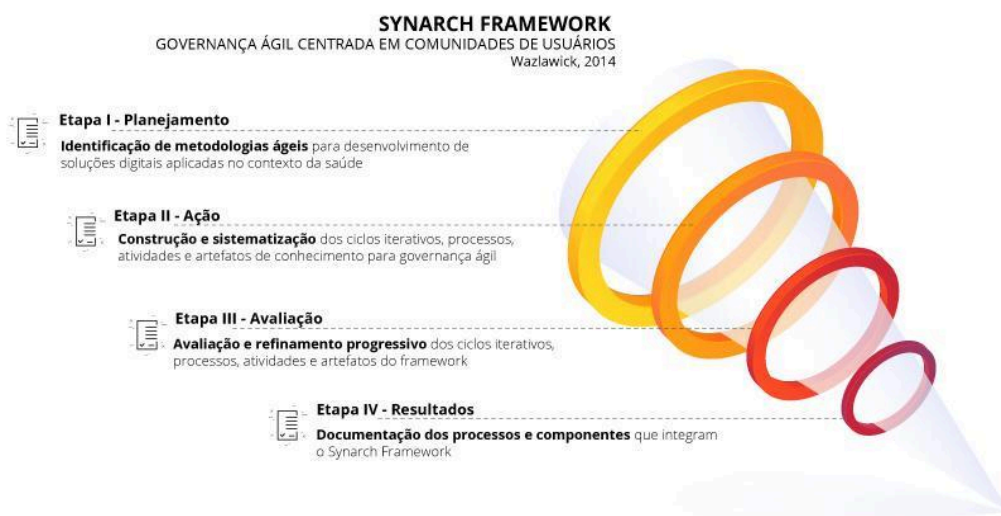 SYNARCH FRAMEWORK
GOVERNANÇA ÁGIL CENTRADA EM COMUNIDADES DE USUÁRIOS
Wazlawick, 2014
Etapa I - Planejamento
Identificação de metodologias ágeis para desenvolvimento de
soluções digitais aplicadas no contexto da saúde
Etapa II - Ação
Construção e sistematização dos ciclos iterativos, processos,
atividades e artefatos de conhecimento para governança ágil
Etapa III - Avaliação
Avaliação e refinamento progressivo dos ciclos iterativos,
processos, atividades e artefatos do framework
Etapa IV - Resultados
Documentação dos processos e componentes que integram
o Synarch Framework